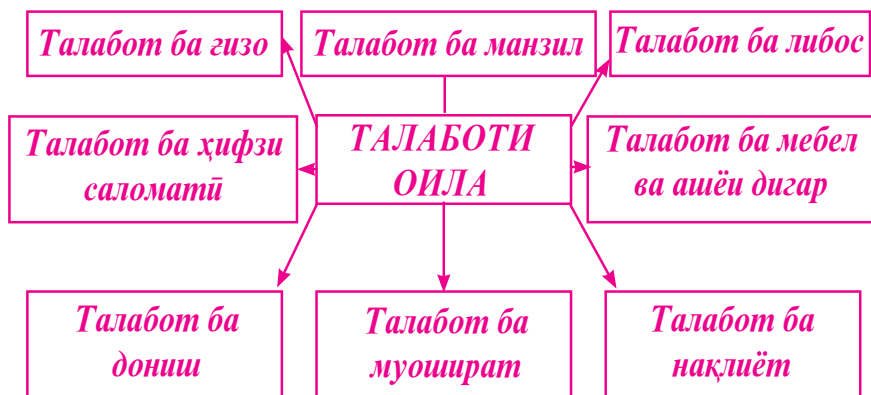 Талабот ба гизо
Талабот ба манзил
Талабот ба либос
Талабот ба ҳифзи
саломатӣ
ТАЛАБОТИ
ОИЛА
Талабот ба мебел
ва ашёи дигар
Талабот ба
дониш
Талабот ба
муошират
Талабот ба
нақлиёт